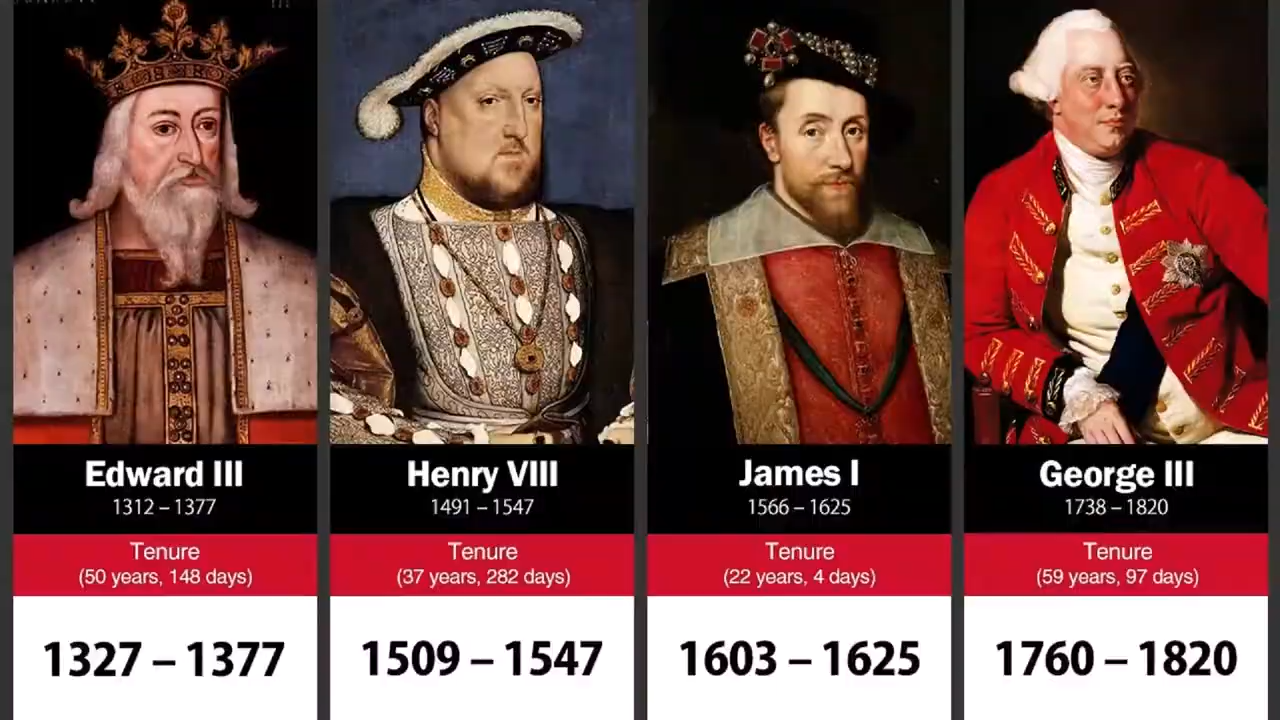 Edward III
1312 – 1377
Tenure
(50 years, 148 days)
1327 – 1377
Henry VIII
1491 – 1547
Tenure
(37 years, 282 days)
1509 – 1547
James I
1566 – 1625
Tenure
(22 years, 4 days)
1603 – 1625
George III
1738 – 1820
Tenure
(59 years, 97 days)
1760 – 1820